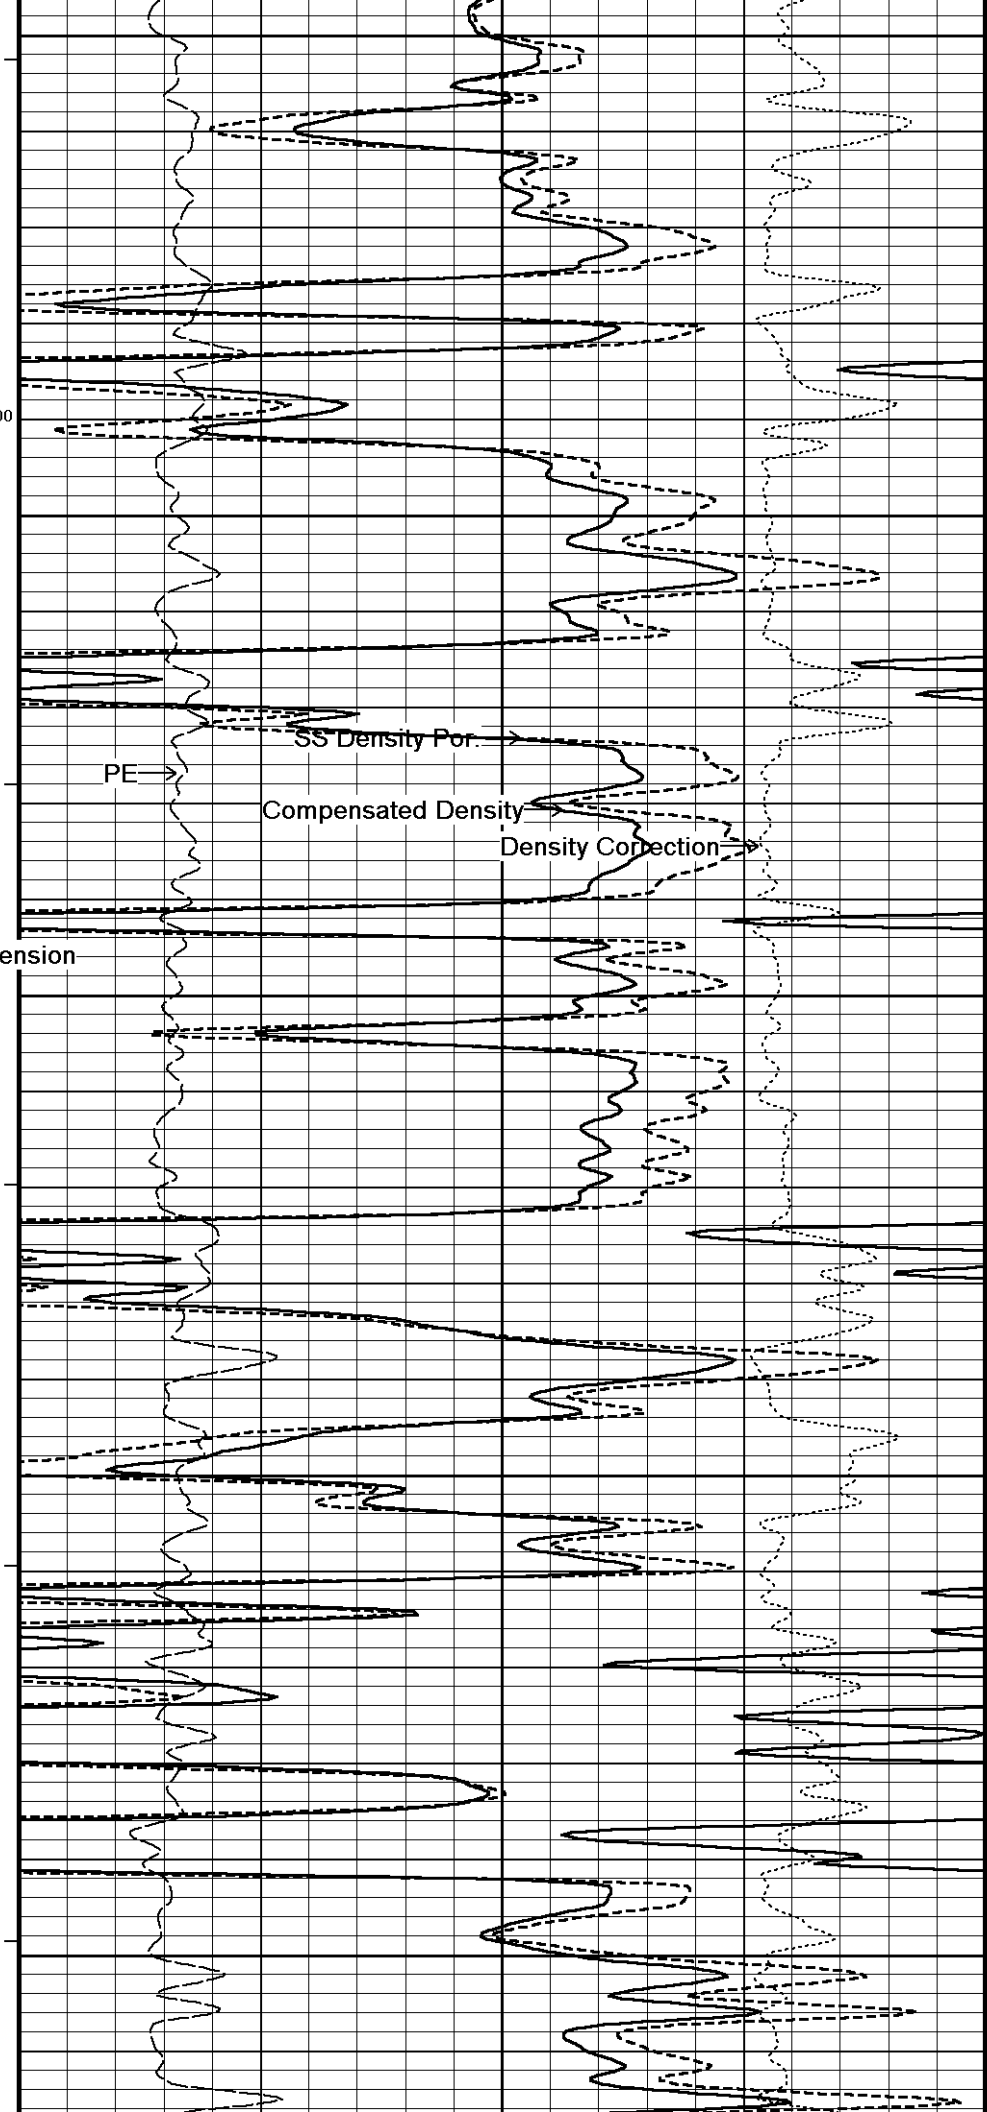 00
SS Density Por.
PE
Compensated Density
Density Correction
ension